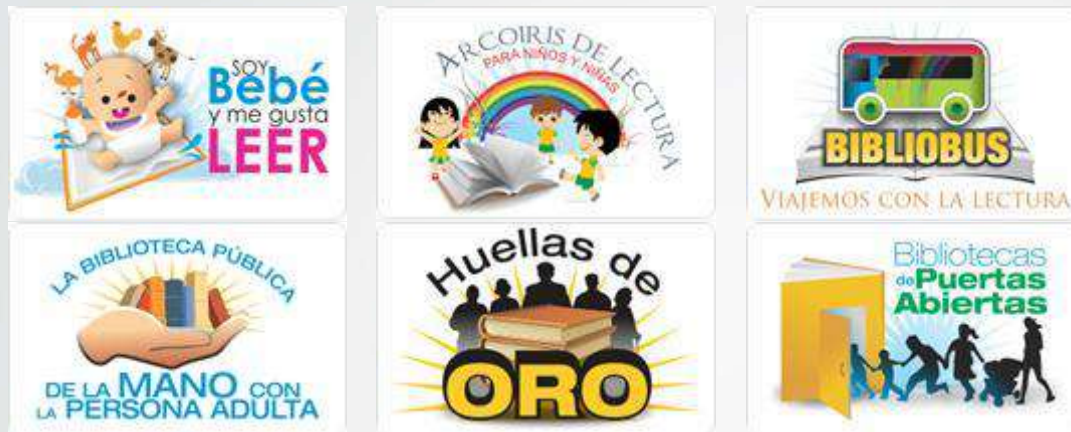 SOY
Bebé
y me gusta
LEER
ARCOIRIS DE LECTURA
PARA NIÑOS Y NIÑAS
BIBLIOBUS
VIAJEMOS CON LA LECTURA
LA BIBLIOTECA PÚBLICA
DE LA MANO CON
LA PERSONA ADULTA
Huellas de
ORO
Bibliotecas
de Puertas
Abiertas